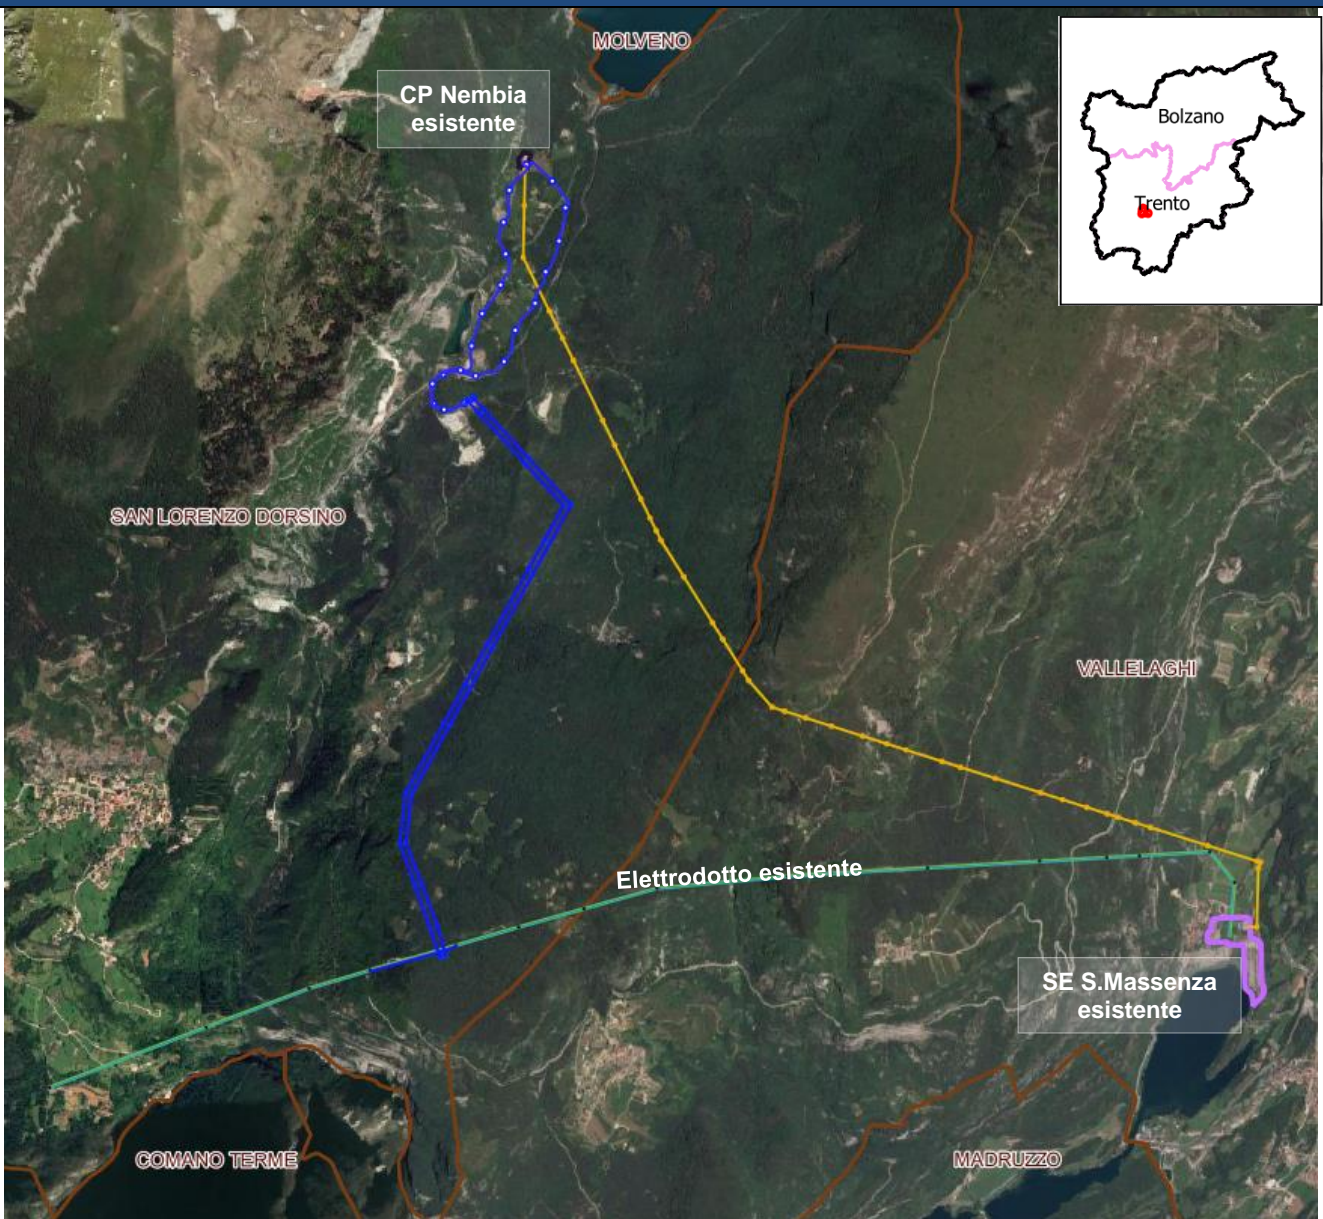 MOLVENO
CP Nembia
esistente
Bolzano
Trento
SAN LORENZO DORSINO
VALLELAGHI
Elettrodotto esistente
SE S.Massenza
esistente
COMANO TERME
MADRUZZO